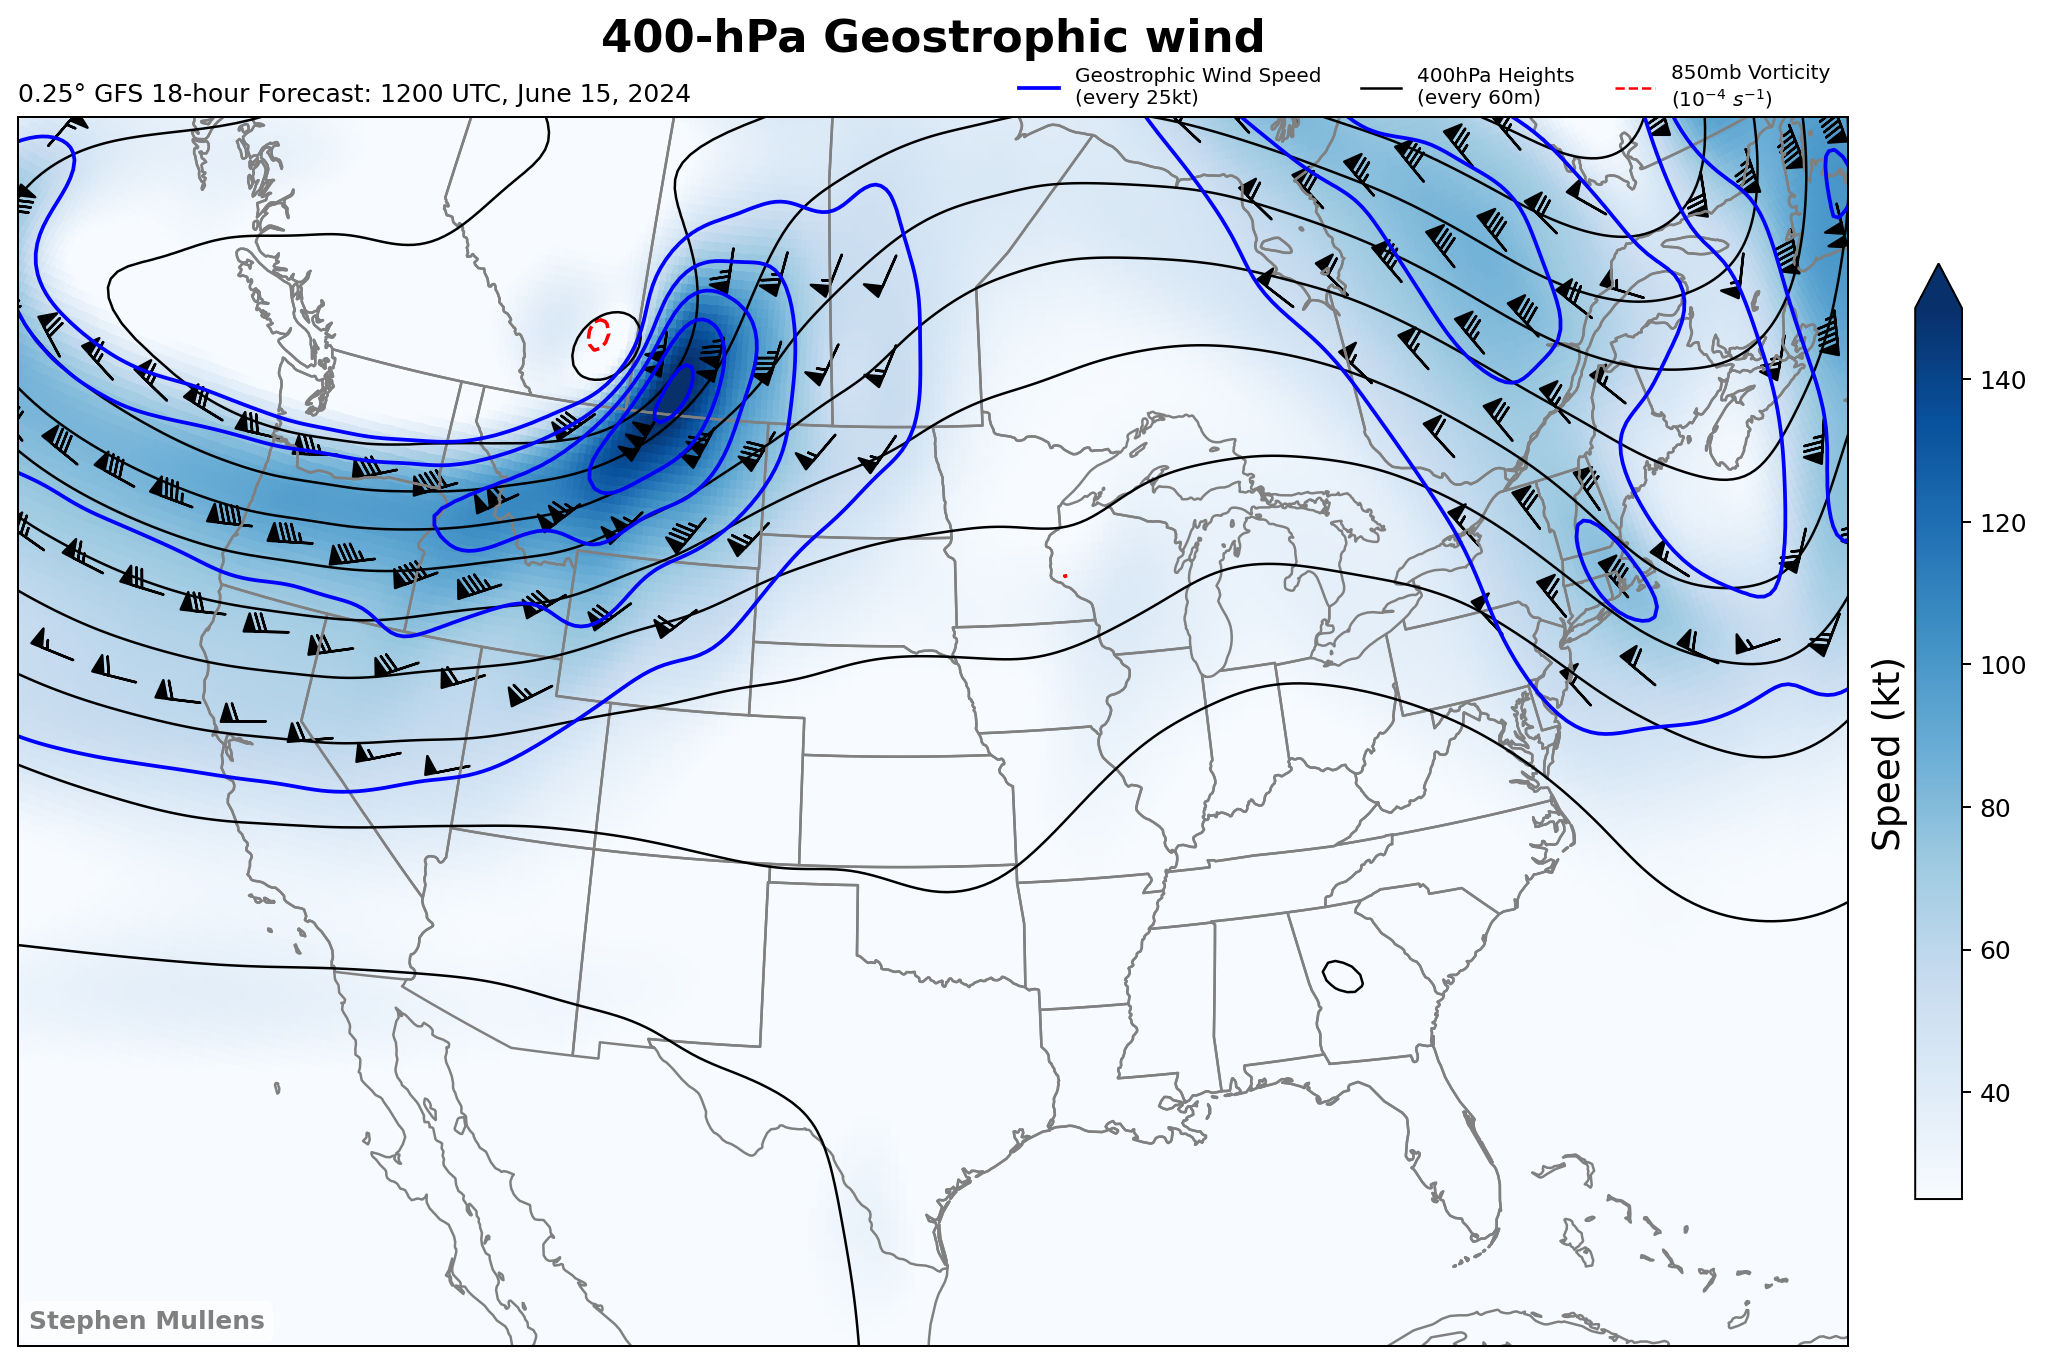 400-hPa Geostrophic wind
0.25° GFS 18-hour Forecast: 1200 UTC, June 15, 2024
Geostrophic Wind Speed
(every 25kt)
400hPa Heights
(every 60m)
850mb Vorticity
(10⁻⁴ s⁻¹)
140
120
100
80
60
40
Speed (kt)
Stephen Mullens